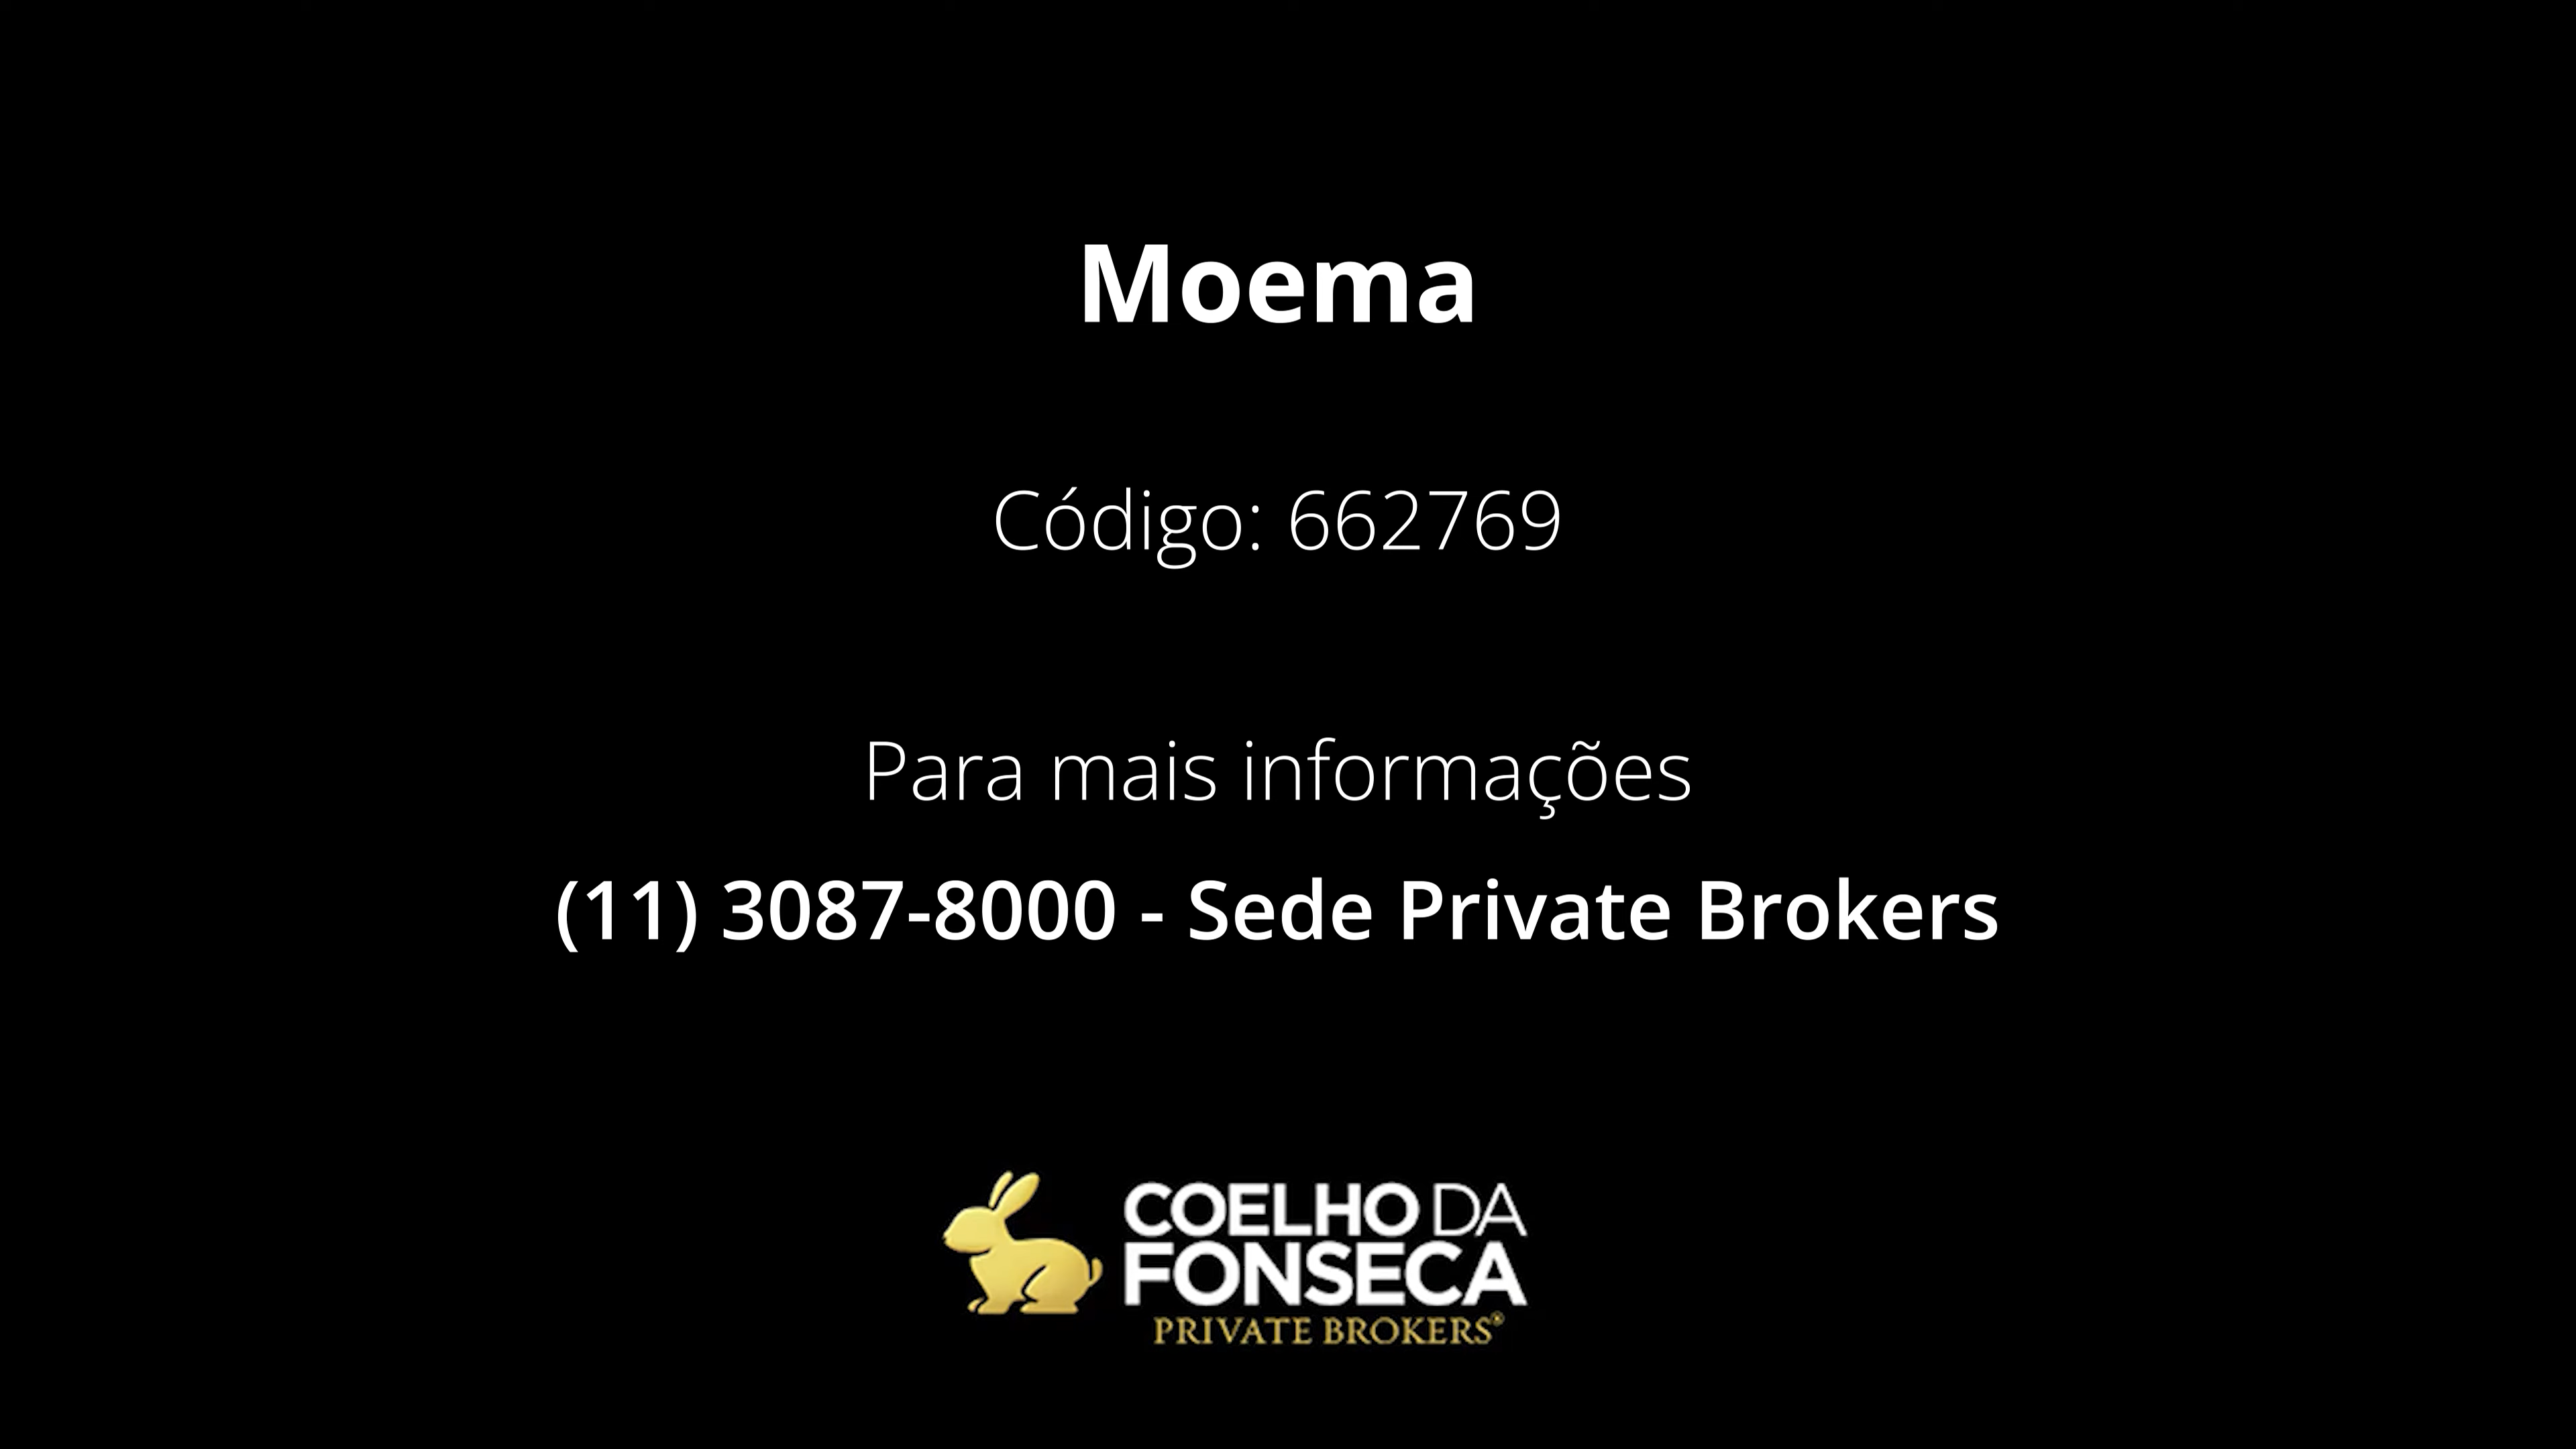 Moema
Código: 662769
Para mais informações
(11) 3087-8000 - Sede Private Brokers
COELHO DA
FONSECA
PRIVATE BROKERS®